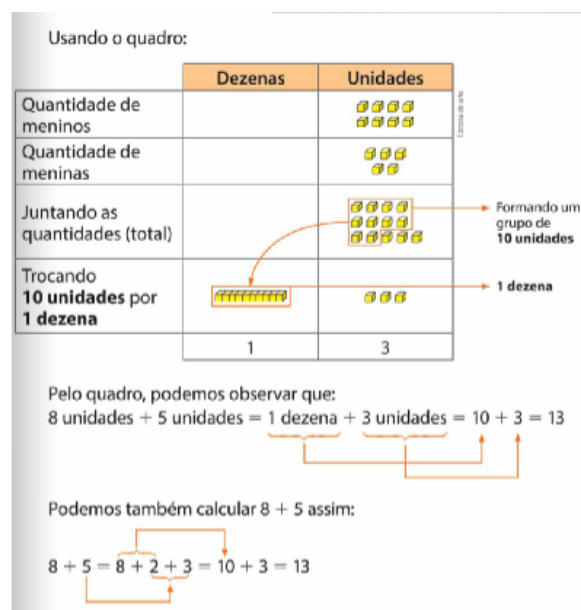 Usando o quadro:
Dezenas Unidades
Quantidade de
meninos
Editoria de arte
Quantidade de
meninas
Juntando as
quantidades (total)
Formando um
grupo de
10 unidades
Trocando
10 unidades por
1 dezena
1 dezena
1 3
Pelo quadro, podemos observar que:
8 unidades + 5 unidades = 1 dezena + 3 unidades = 10 + 3 = 13
Podemos também calcular 8 + 5 assim:
8 + 5 = 8 + 2 + 3 = 10 + 3 = 13